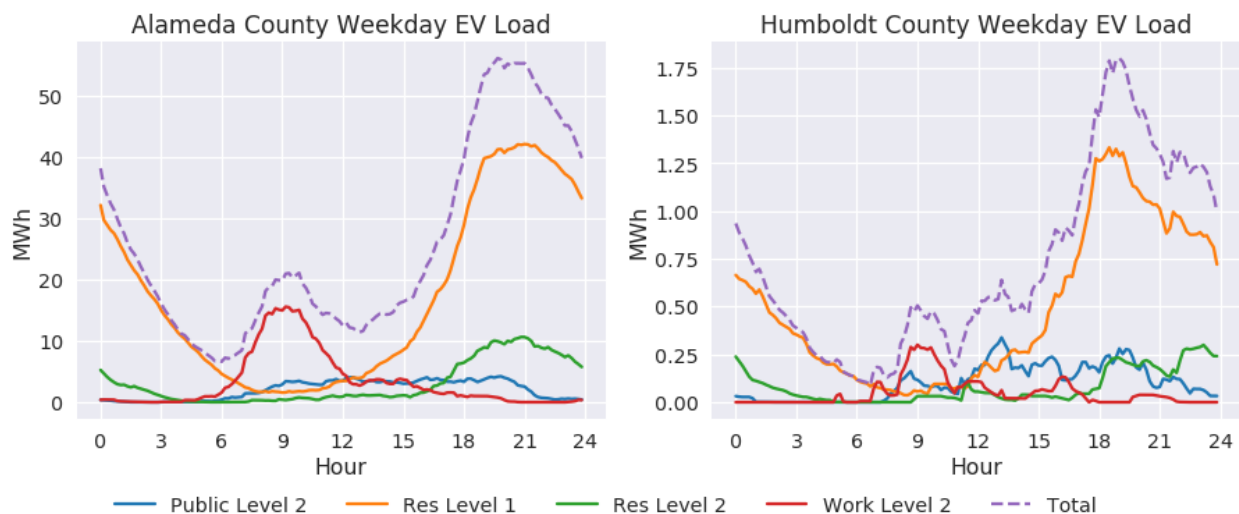 Alameda County Weekday EV Load
MWh
50
40
30
20
10
0
0 3 6 9 12 15 18 21 24
Hour
Humboldt County Weekday EV Load
MWh
1.75
1.50
1.25
1.00
0.75
0.50
0.25
0.00
0 3 6 9 12 15 18 21 24
Hour
Public Level 2 Res Level 1 Res Level 2 Work Level 2 Total